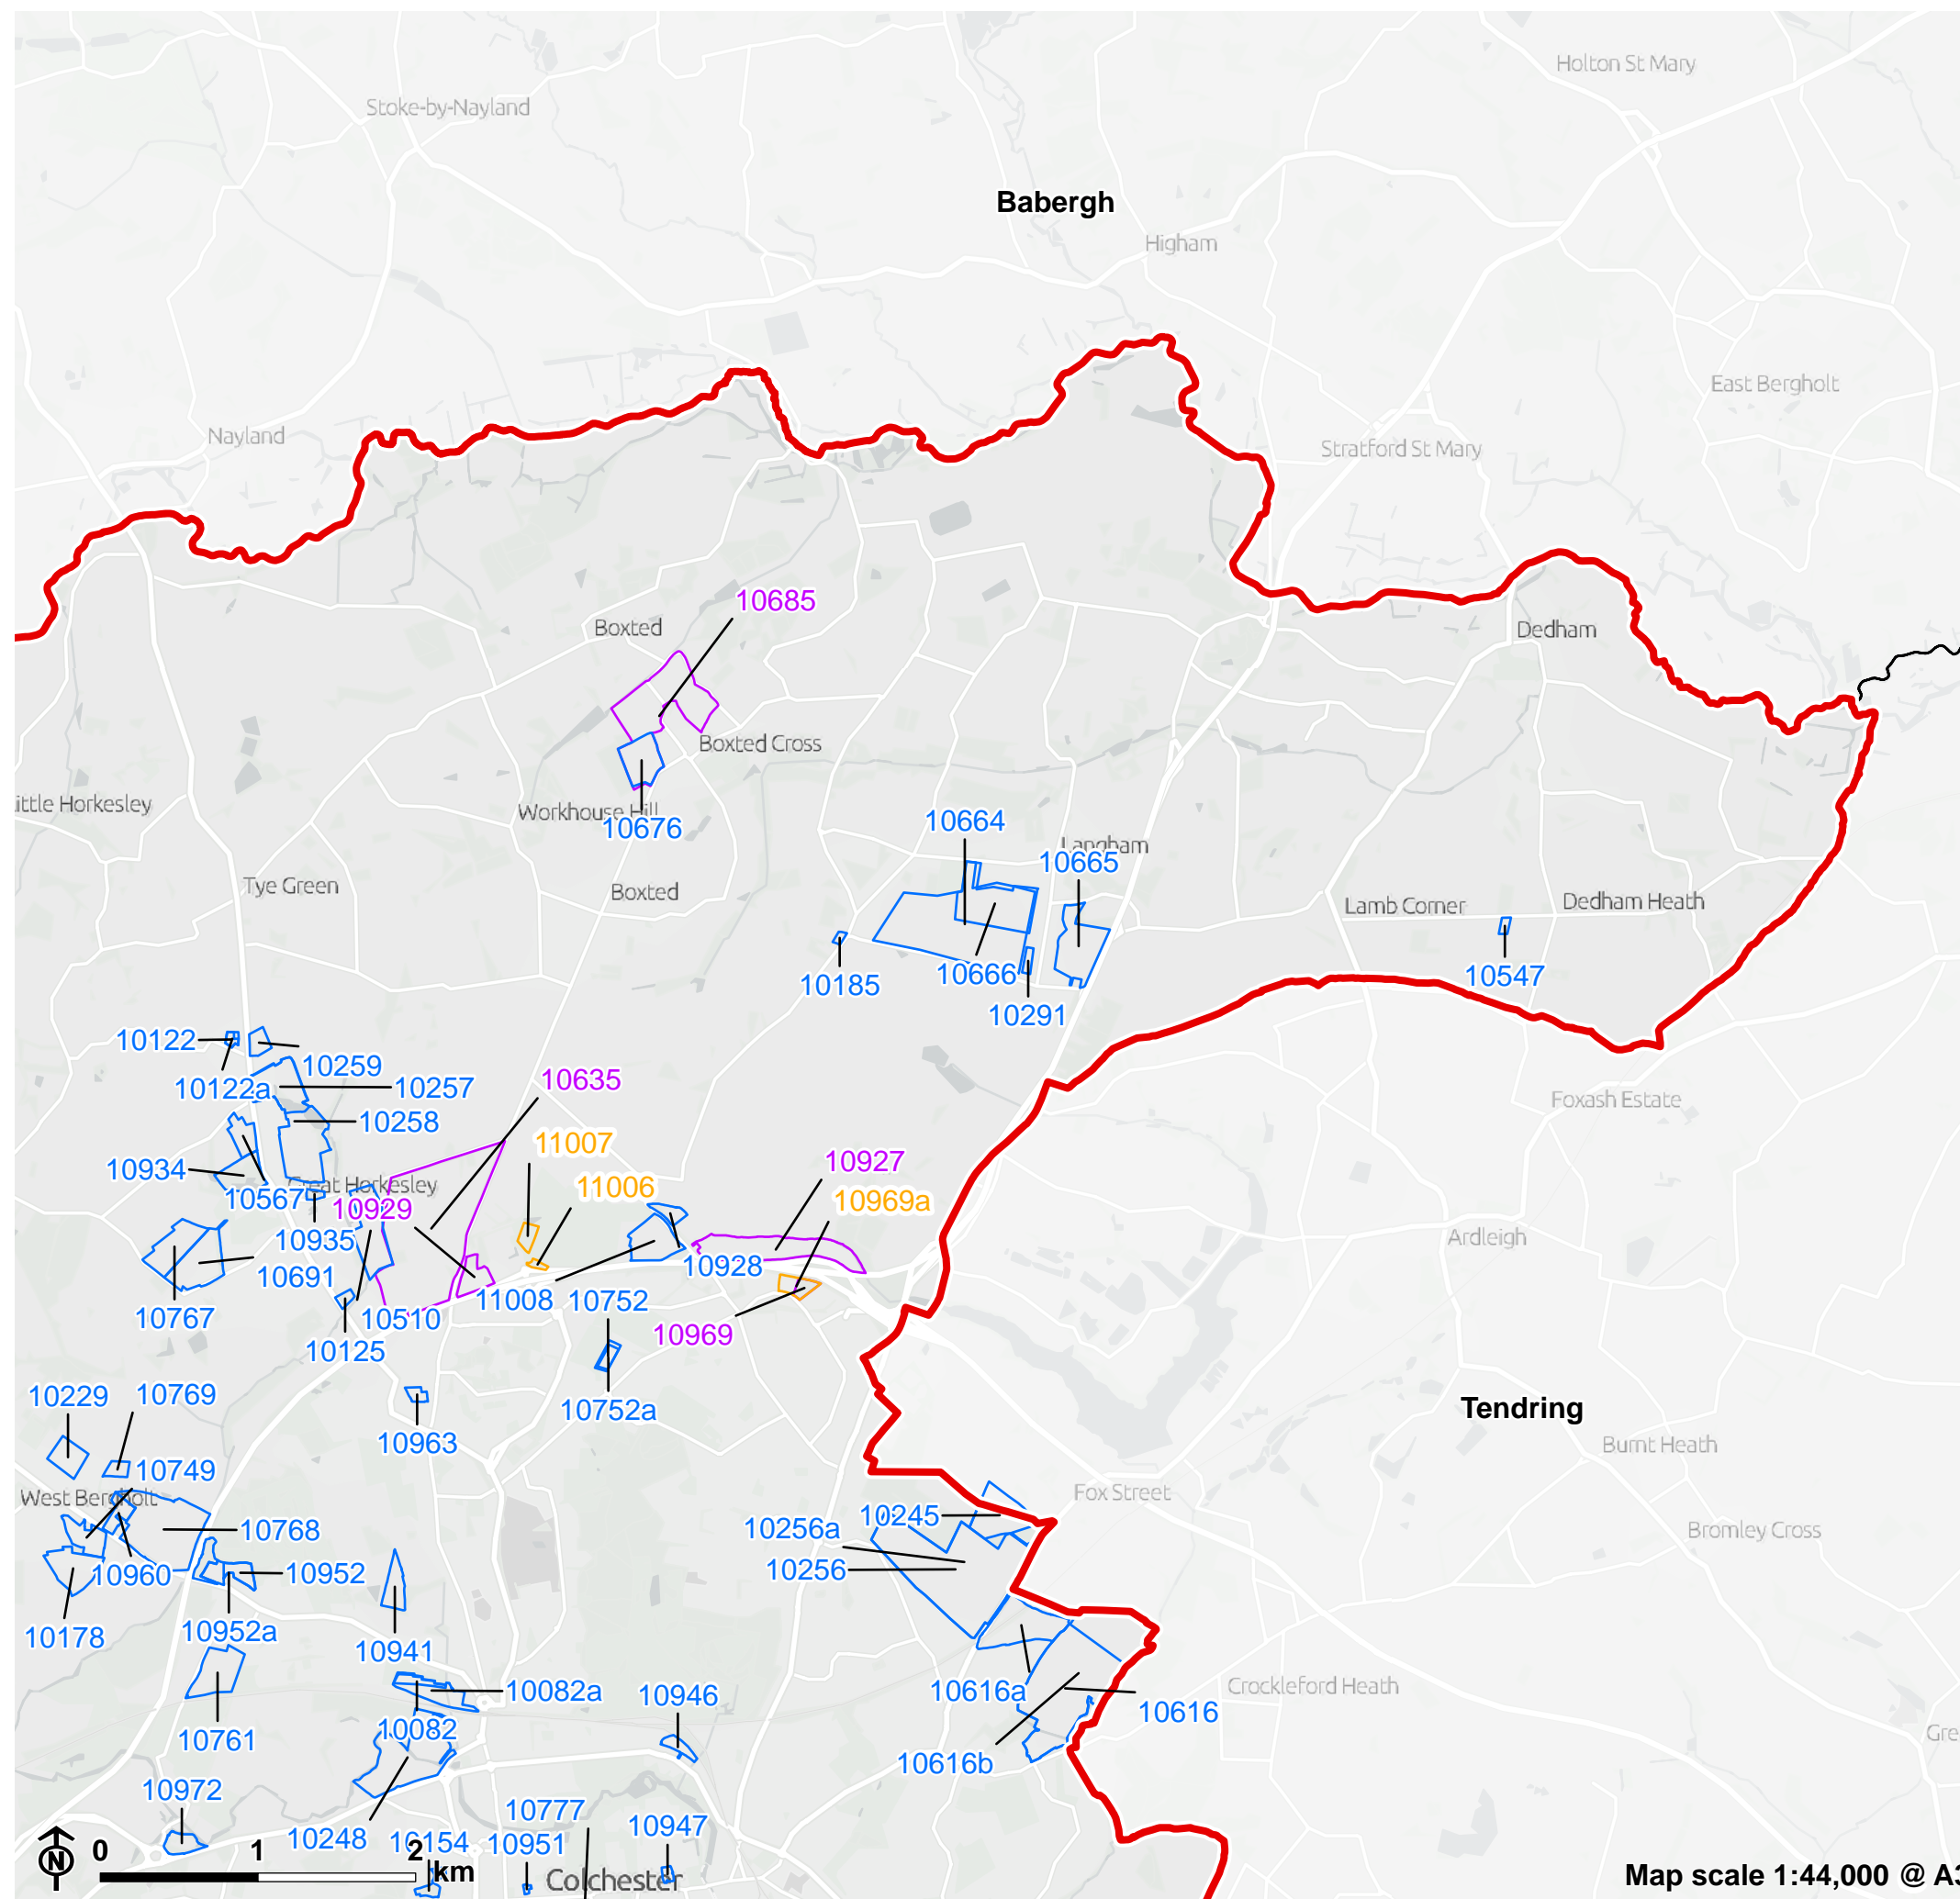 Holton St Mary
Stoke-by-Nayland
Babergh
Higham
East Bergholt
Nayland
Stratford St Mary
10685
Boxted
Dedham
Boxted Cross
ittle Horkesley
Workhouse Hill
10676
10664
Langham
10665
Tye Green
Boxted
Lamb Corner
Dedham Heath
10185
10666
10547
10291
10122
10259
10122a
10257
10635
Foxash Estate
10258
11007
10934
10927
Great Horkesley
11006
10567
10969a
10929
10935
Ardleigh
10691
10928
11008
10752
10767
10510
10969
10125
10229
10769
10752a
Tendring
10963
Burnt Heath
10749
West Bergholt
Fox Street
10768
10256a
10245
Bromley Cross
10960
10952
10256
10178
10952a
10941
10082a
10946
10616a
Crockleford Heath
10616
10082
10761
10616b
Gre
10972
10777
10947
10248
10154
10951
N
0
1
2
km
Colchester
Map scale 1:44,000 @ A3